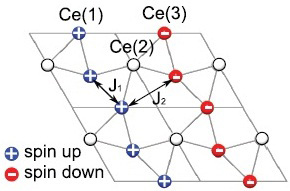 Ce(1) Ce(3)
Ce(2)
J₁
J₂
spin up
spin down